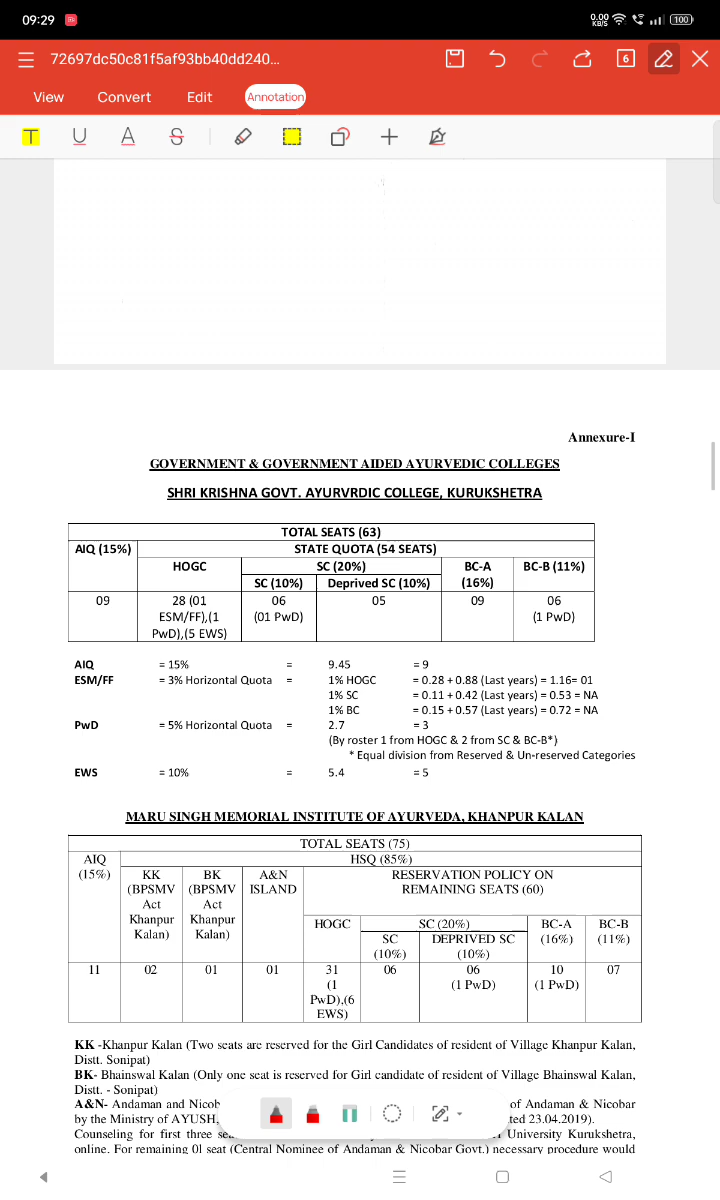 09:29
0.00 KB/S
100
72697dc50c81f5af93bb40dd240...
6
View Convert Edit Annotation
T U A S
Annexure-I
GOVERNMENT & GOVERNMENT AIDED AYURVEDIC COLLEGES
SHRI KRISHNA GOVT. AYURVRDIC COLLEGE, KURUKSHETRA
TOTAL SEATS (63)
AIQ (15%) STATE QUOTA (54 SEATS)
HOGC SC (20%) BC-A (16%) BC-B (11%)
SC (10%) Deprived SC (10%)
09 28 (01 ESM/FF),(1 PwD),(5 EWS) 06 (01 PwD) 05 09 06 (1 PwD)
AIQ = 15% = 9.45 = 9
ESM/FF = 3% Horizontal Quota = 1% HOGC = 0.28 + 0.88 (Last years) = 1.16= 01
1% SC = 0.11 + 0.42 (Last years) = 0.53 = NA
1% BC = 0.15 + 0.57 (Last years) = 0.72 = NA
PwD = 5% Horizontal Quota = 2.7 = 3
(By roster 1 from HOGC & 2 from SC & BC-B*)
* Equal division from Reserved & Un-reserved Categories
EWS = 10% = 5.4 = 5
MARU SINGH MEMORIAL INSTITUTE OF AYURVEDA, KHANPUR KALAN
TOTAL SEATS (75)
AIQ (15%) HSQ (85%)
KK (BPSMV Act Khanpur Kalan) BK (BPSMV Act Khanpur Kalan) A&N ISLAND RESERVATION POLICY ON REMAINING SEATS (60)
HOGC SC (20%) BC-A (16%) BC-B (11%)
SC (10%) DEPRIVED SC (10%)
11 02 01 01 31 (1 PwD),(6 EWS) 06 06 (1 PwD) 10 (1 PwD) 07
KK -Khanpur Kalan (Two seats are reserved for the Girl Candidates of resident of Village Khanpur Kalan,
Distt. Sonipat)
BK- Bhainswal Kalan (Only one seat is reserved for Girl candidate of resident of Village Bhainswal Kalan,
Distt. - Sonipat)
A&N- Andaman and Nicob of Andaman & Nicobar
by the Ministry of AYUSH, ted 23.04.2019).
Counseling for first three sea University Kurukshetra,
online. For remaining 01 seat (Central Nominee of Andaman & Nicobar Govt.) necessary procedure would